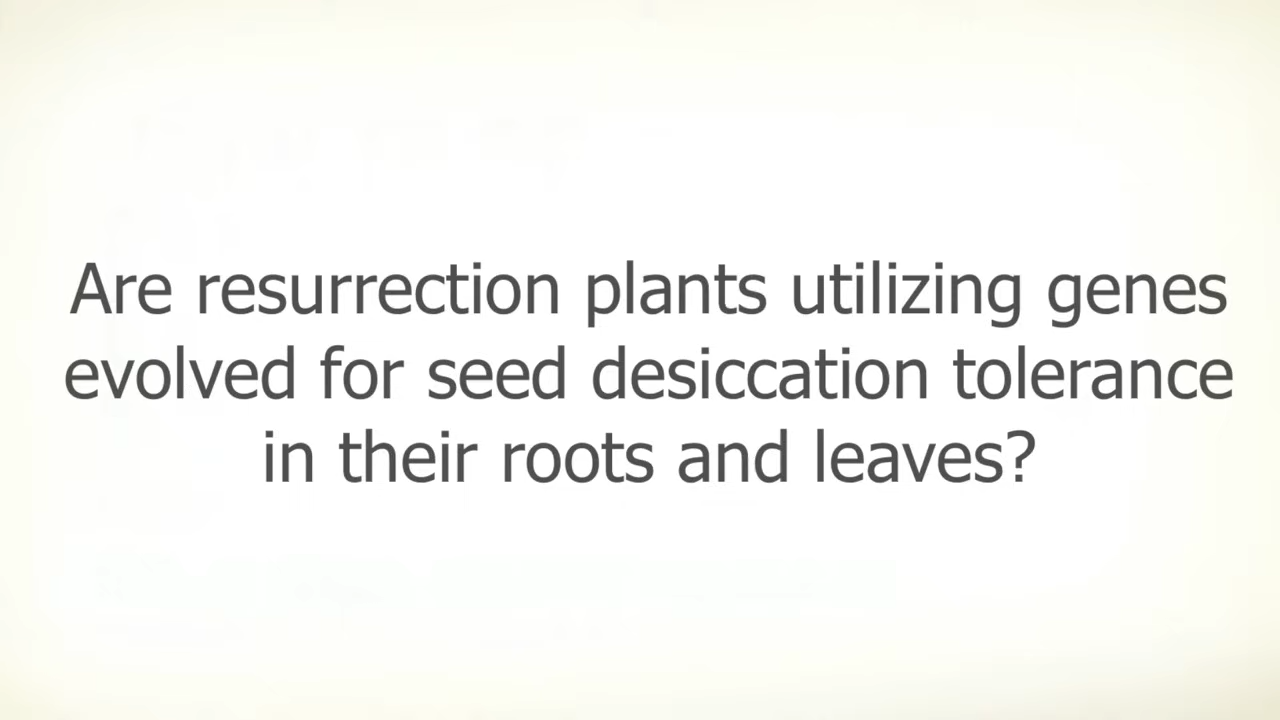 Are resurrection plants utilizing genes
evolved for seed desiccation tolerance
in their roots and leaves?